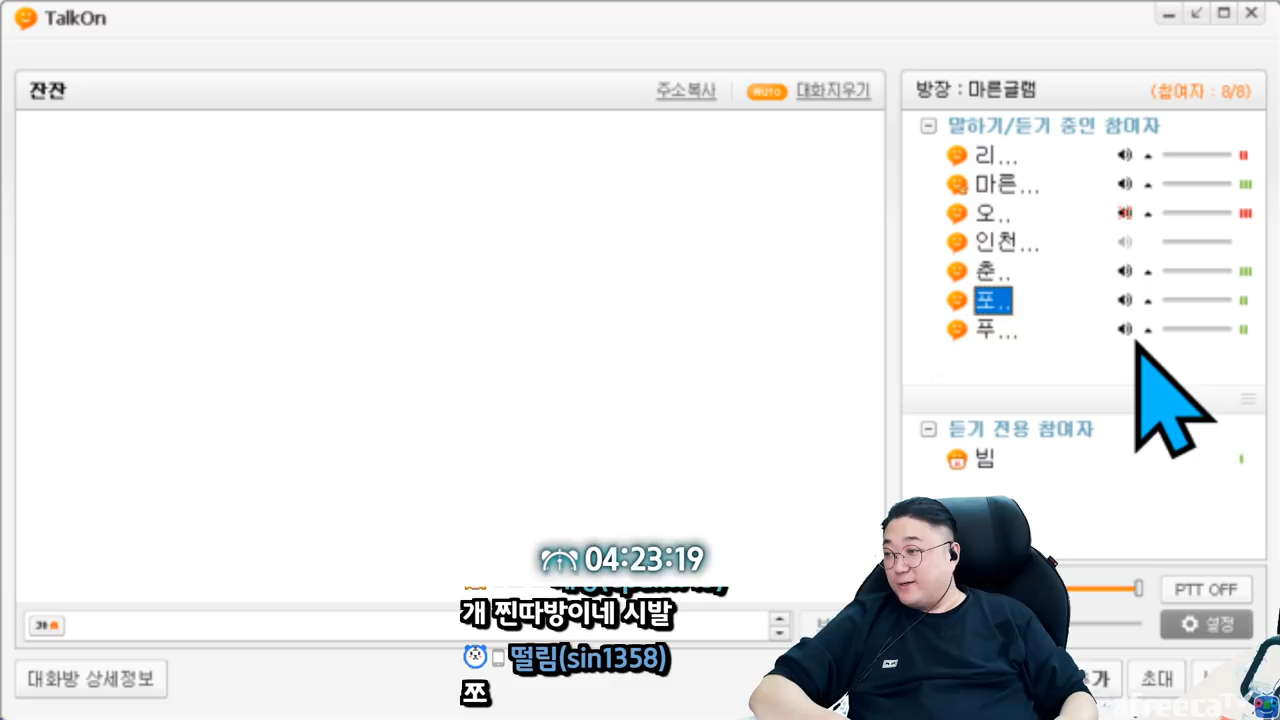 TalkOn
잔잔
주소복사
AUTO
대화지우기
방장 : 마른글램
(참여자 : 8/8)
말하기/듣기 중인 참여자
리...
마른...
오..
인천...
춘..
포..
푸...
듣기 전용 참여자
빔
04:23:19
개 찐따방이네 시발
떨림(sin1358)
쪼
PTT OFF
설정
대화방 상세정보
초대